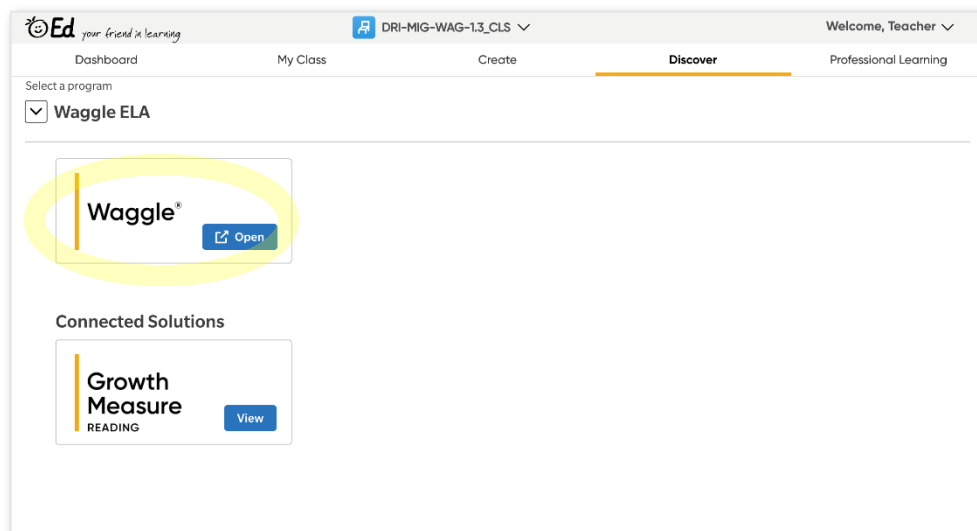 Ed your friend in learning
DRI-MIG-WAG-1.3_CLS
Welcome, Teacher
Dashboard My Class Create Discover Professional Learning
Select a program
Waggle ELA
Waggle®
Open
Connected Solutions
Growth
Measure
READING
View